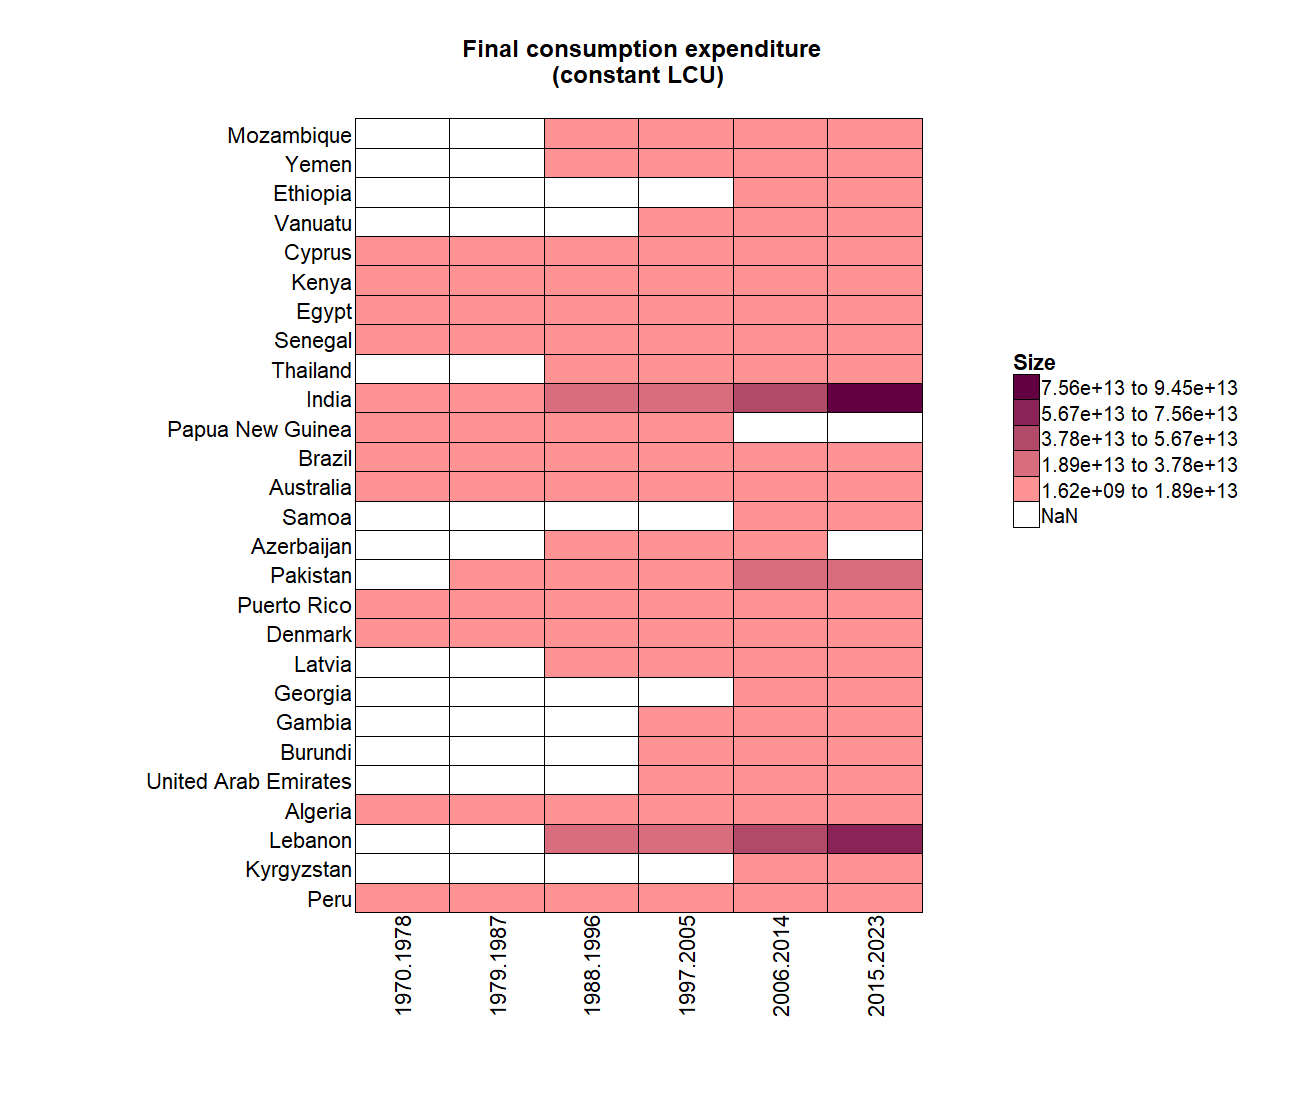 Final consumption expenditure
(constant LCU)
Mozambique
Yemen
Ethiopia
Vanuatu
Cyprus
Kenya
Egypt
Senegal
Thailand
India
Papua New Guinea
Brazil
Australia
Samoa
Azerbaijan
Pakistan
Puerto Rico
Denmark
Latvia
Georgia
Gambia
Burundi
United Arab Emirates
Algeria
Lebanon
Kyrgyzstan
Peru
1970.1978
1979.1987
1988.1996
1997.2005
2006.2014
2015.2023
Size
7.56e+13 to 9.45e+13
5.67e+13 to 7.56e+13
3.78e+13 to 5.67e+13
1.89e+13 to 3.78e+13
1.62e+09 to 1.89e+13
NaN